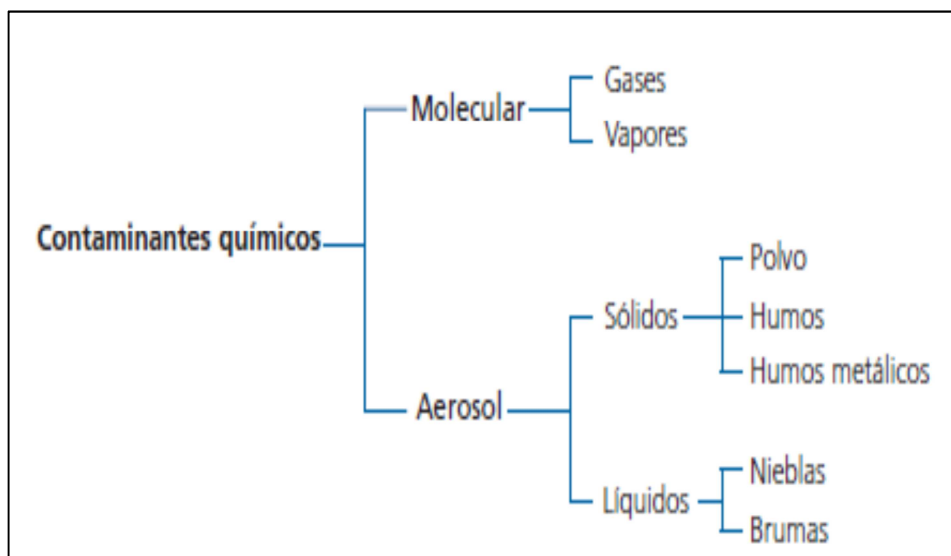 Contaminantes químicos
Molecular
Gases
Vapores
Aerosol
Sólidos
Polvo
Humos
Humos metálicos
Líquidos
Nieblas
Brumas